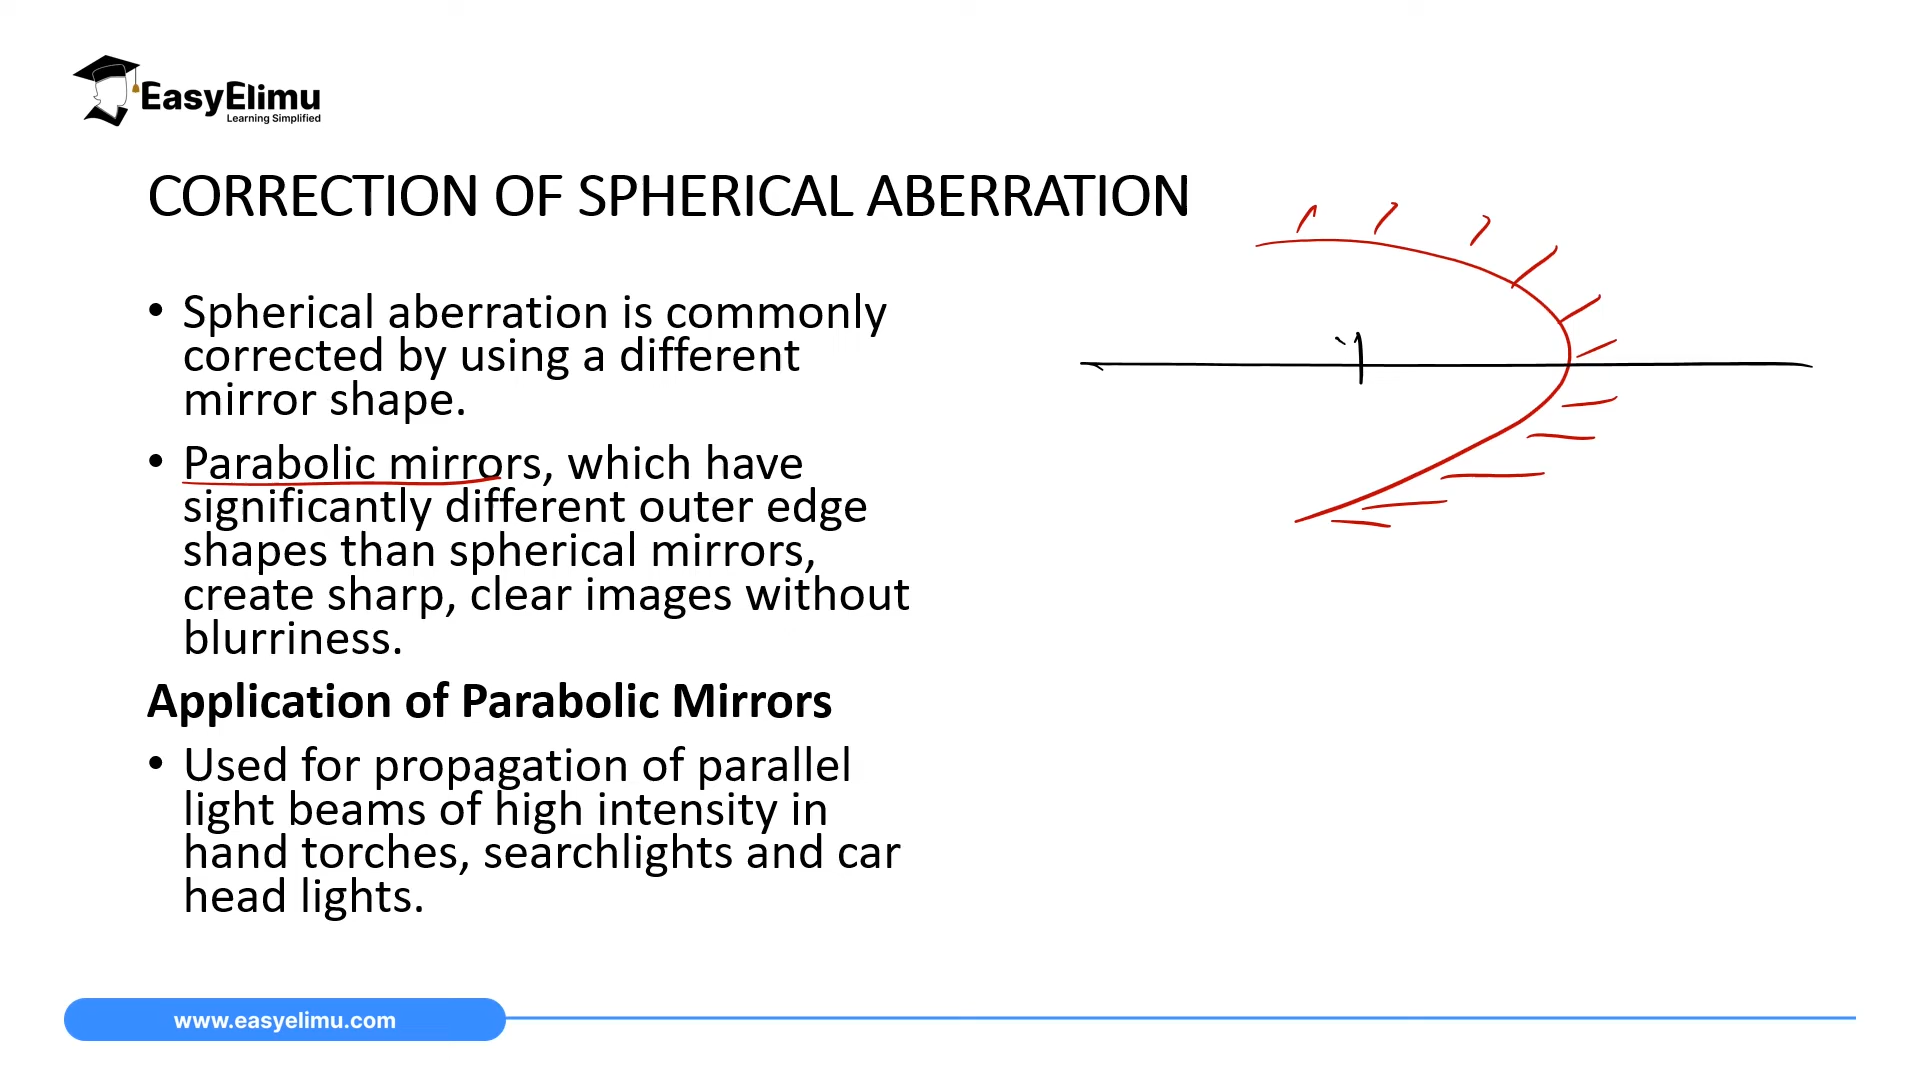 EasyElimu
Learning Simplified
CORRECTION OF SPHERICAL ABERRATION
• Spherical aberration is commonly
corrected by using a different
mirror shape.
• Parabolic mirrors, which have
significantly different outer edge
shapes than spherical mirrors,
create sharp, clear images without
blurriness.
Application of Parabolic Mirrors
• Used for propagation of parallel
light beams of high intensity in
hand torches, searchlights and car
head lights.
www.easyelimu.com